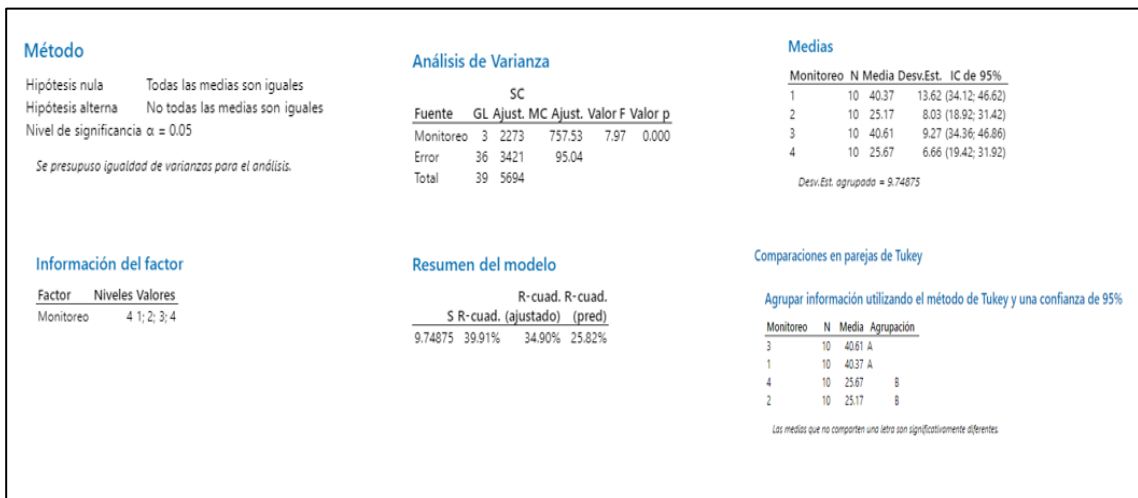 Método
Hipótesis nula Todas las medias son iguales
Hipótesis alterna No todas las medias son iguales
Nivel de significancia α = 0.05
Se presupuso igualdad de varianzas para el análisis.
Análisis de Varianza
SC
Fuente GL Ajust. MC Ajust. Valor F Valor p
Monitoreo 3 2273 757.53 7.97 0.000
Error 36 3421 95.04
Total 39 5694
Medias
Monitoreo N Media Desv.Est. IC de 95%
1 10 40.37 13.62 (34.12; 46.62)
2 10 25.17 8.03 (18.92; 31.42)
3 10 40.61 9.27 (34.36; 46.86)
4 10 25.67 6.66 (19.42; 31.92)
Desv.Est. agrupada = 9.74875
Información del factor
Factor Niveles Valores
Monitoreo 4 1; 2; 3; 4
Resumen del modelo
R-cuad. R-cuad.
S R-cuad. (ajustado) (pred)
9.74875 39.91% 34.90% 25.82%
Comparaciones en parejas de Tukey
Agrupar información utilizando el método de Tukey y una confianza de 95%
Monitoreo N Media Agrupación
3 10 40.61 A
1 10 40.37 A
4 10 25.67 B
2 10 25.17 B
Las medias que no comparten una letra son significativamente diferentes.